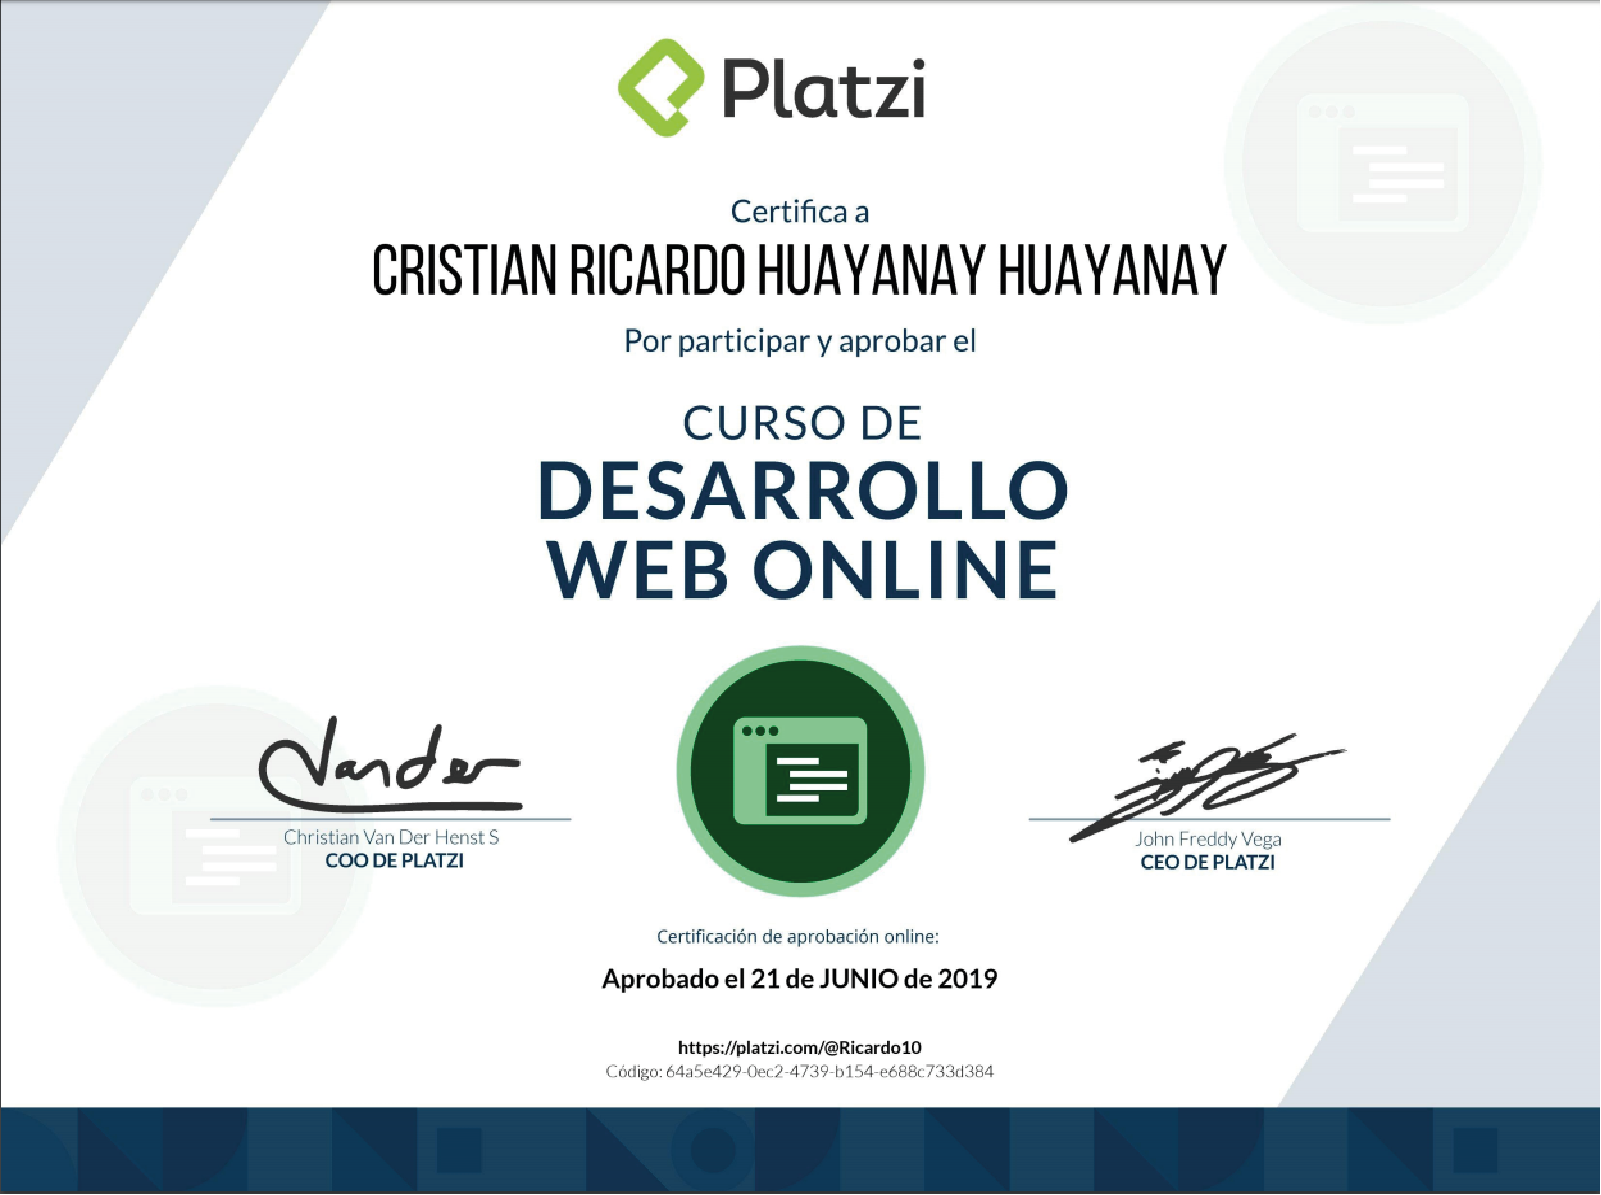 Platzi
Certifica a
CRISTIAN RICARDO HUAYANAY HUAYANAY
Por participar y aprobar el
CURSO DE
DESARROLLO
WEB ONLINE
Vander
Christian Van Der Henst S
COO DE PLATZI
John Freddy Vega
CEO DE PLATZI
Certificación de aprobación online:
Aprobado el 21 de JUNIO de 2019
https://platzi.com/@Ricardo10
Código: 64a5e429-0ec2-4739-b154-e688c733d384